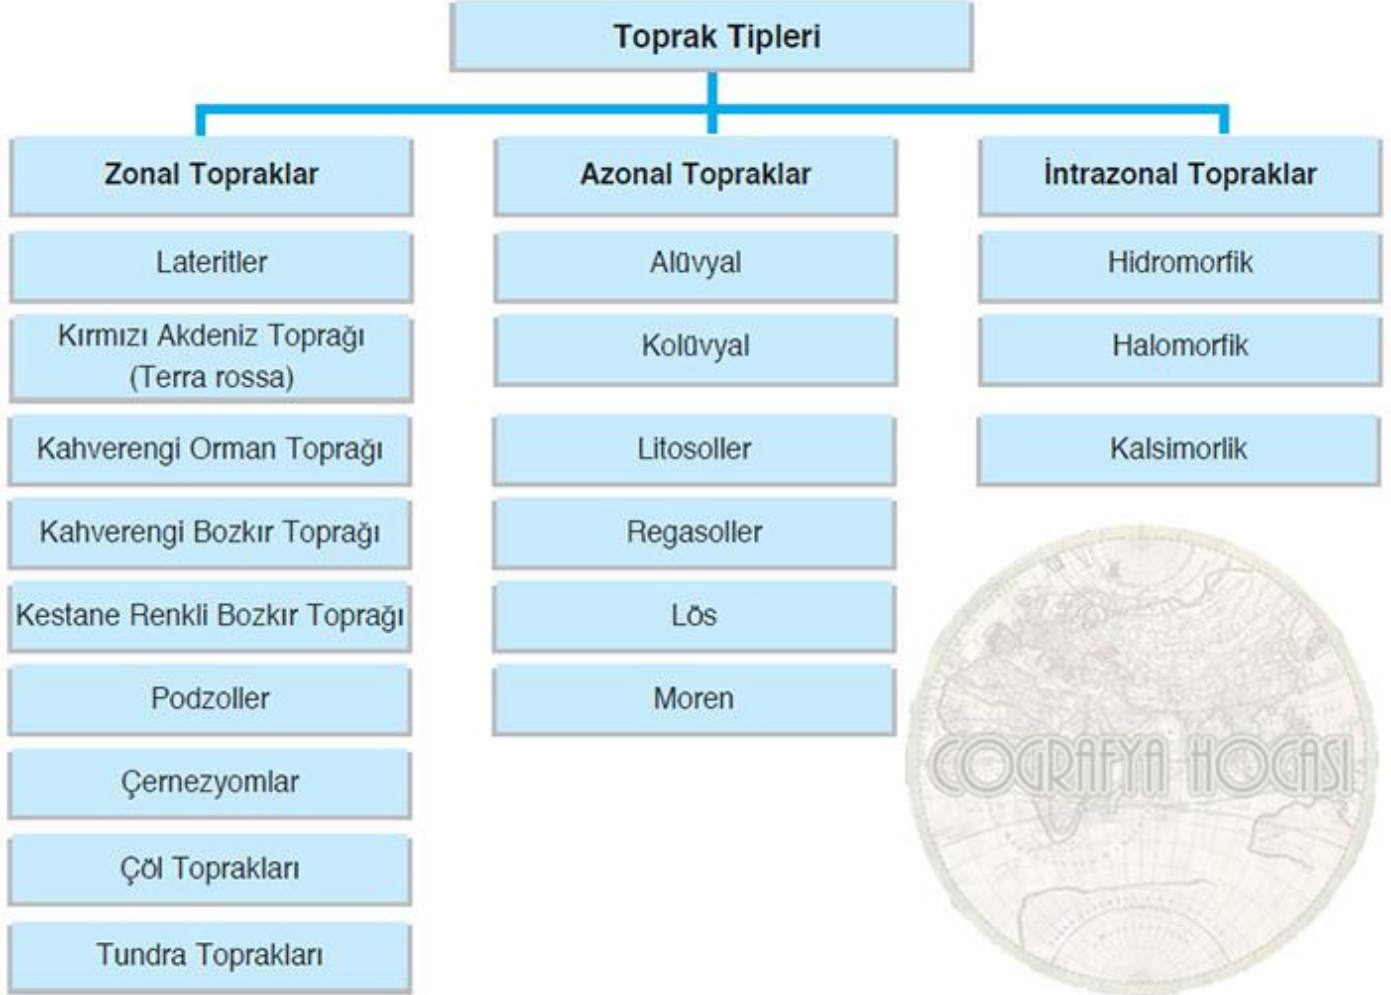 Toprak Tipleri
Zonal Topraklar
Lateritler
Kırmızı Akdeniz Toprağı
(Terra rossa)
Kahverengi Orman Toprağı
Kahverengi Bozkır Toprağı
Kestane Renkli Bozkır Toprağı
Podzoller
Çernezyomlar
Çöl Toprakları
Tundra Toprakları
Azonal Topraklar
Alüvyal
Kolüvyal
Litosoller
Regasoller
Lös
Moren
İntrazonal Topraklar
Hidromorfik
Halomorfik
Kalsimorlik
COGRAFYA HOCASI